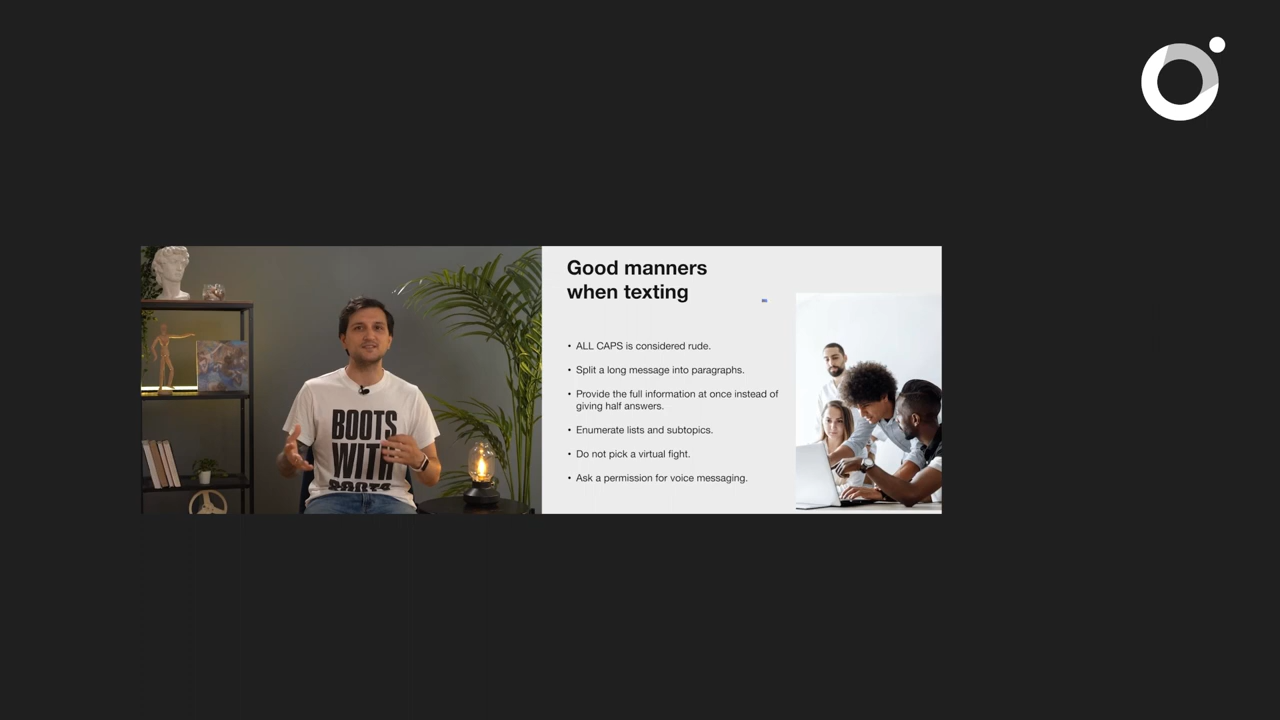 BOOTS
WITH
Good manners
when texting
• ALL CAPS is considered rude.
• Split a long message into paragraphs.
• Provide the full information at once instead of
giving half answers.
• Enumerate lists and subtopics.
• Do not pick a virtual fight.
• Ask a permission for voice messaging.